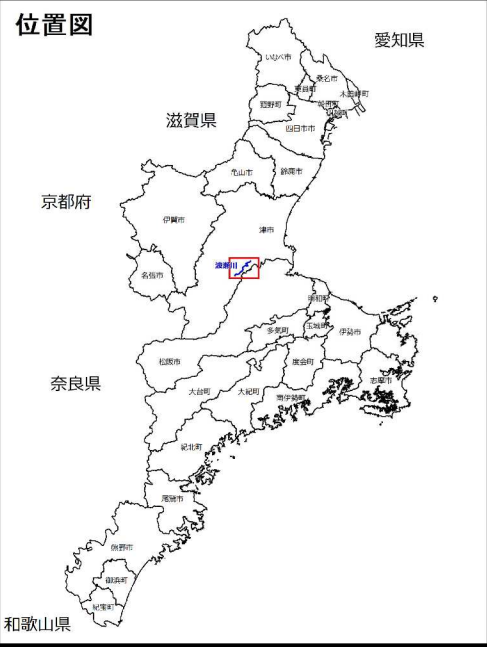 位置図
愛知県
いなべ市
桑名市
東員町
木曽岬町
菰野町
朝日町
川越町
四日市市
滋賀県
亀山市
鈴鹿市
京都府
伊賀市
津市
名張市
波瀬川
明和町
多気町
玉城町
伊勢市
松阪市
度会町
奈良県
志摩市
大台町
大紀町
南伊勢町
紀北町
尾鷲市
熊野市
御浜町
紀宝町
和歌山県